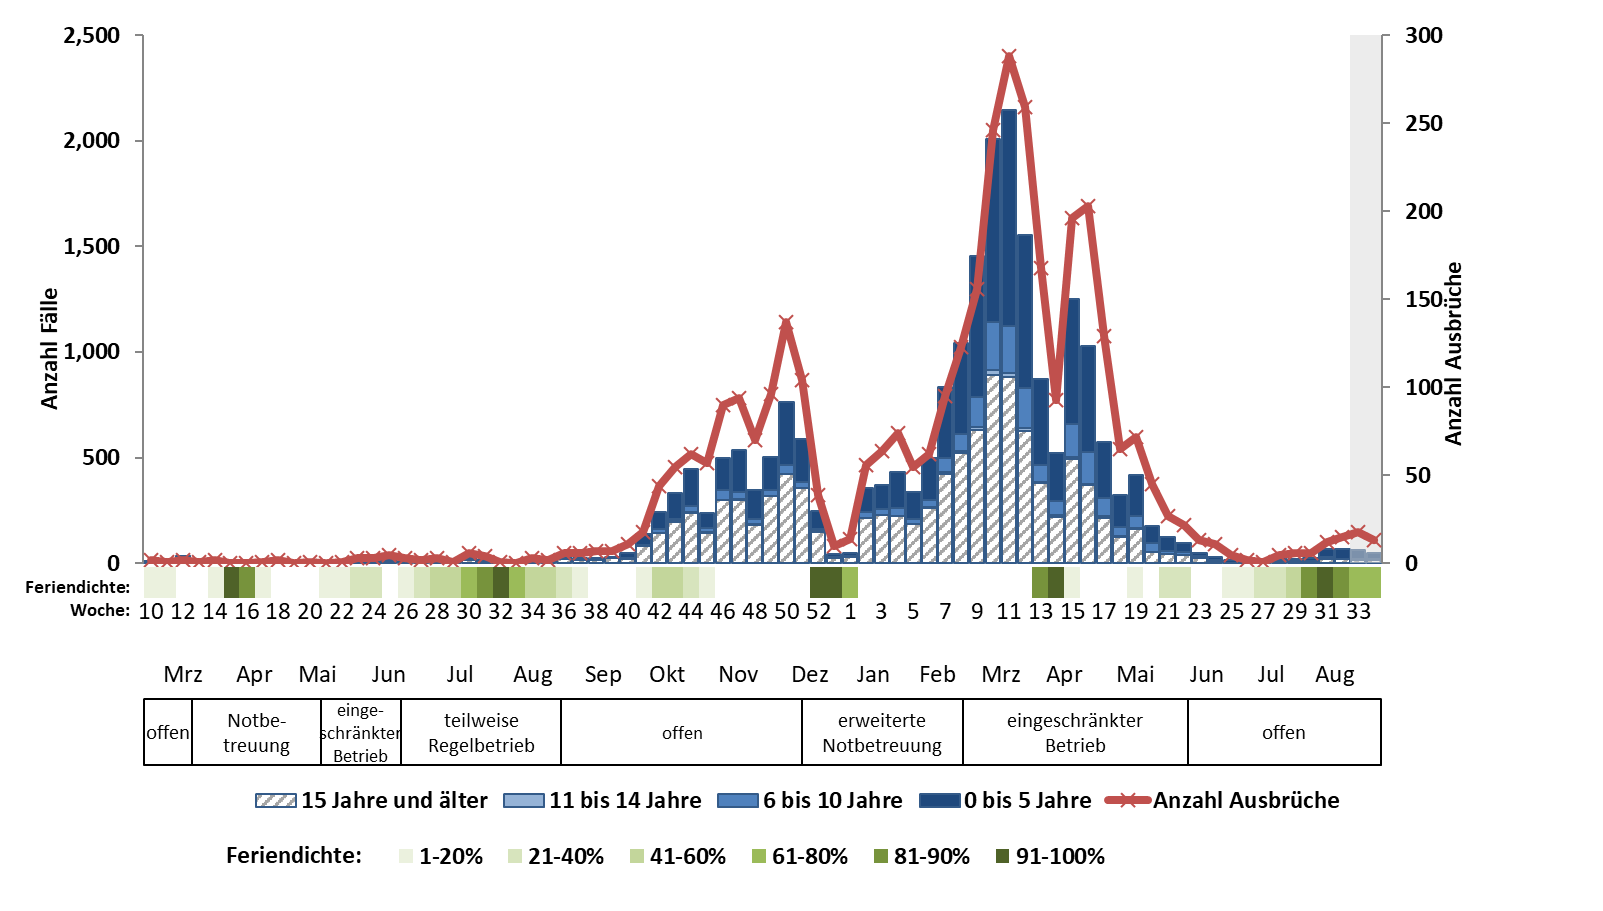 2,500
2,000
1,500
1,000
500
0
Anzahl Fälle
300
250
200
150
100
50
0
Anzahl Ausbrüche
Feriendichte:
Woche: 10 12 14 16 18 20 22 24 26 28 30 32 34 36 38 40 42 44 46 48 50 52 1 3 5 7 9 11 13 15 17 19 21 23 25 27 29 31 33
Mrz Apr Mai Jun Jul Aug Sep Okt Nov Dez Jan Feb Mrz Apr Mai Jun Jul Aug
offen
Notbe-
treuung
einge-
schränkter
Betrieb
teilweise
Regelbetrieb
offen
erweiterte
Notbetreuung
eingeschränkter
Betrieb
offen
15 Jahre und älter 11 bis 14 Jahre 6 bis 10 Jahre 0 bis 5 Jahre Anzahl Ausbrüche
Feriendichte: 1-20% 21-40% 41-60% 61-80% 81-90% 91-100%